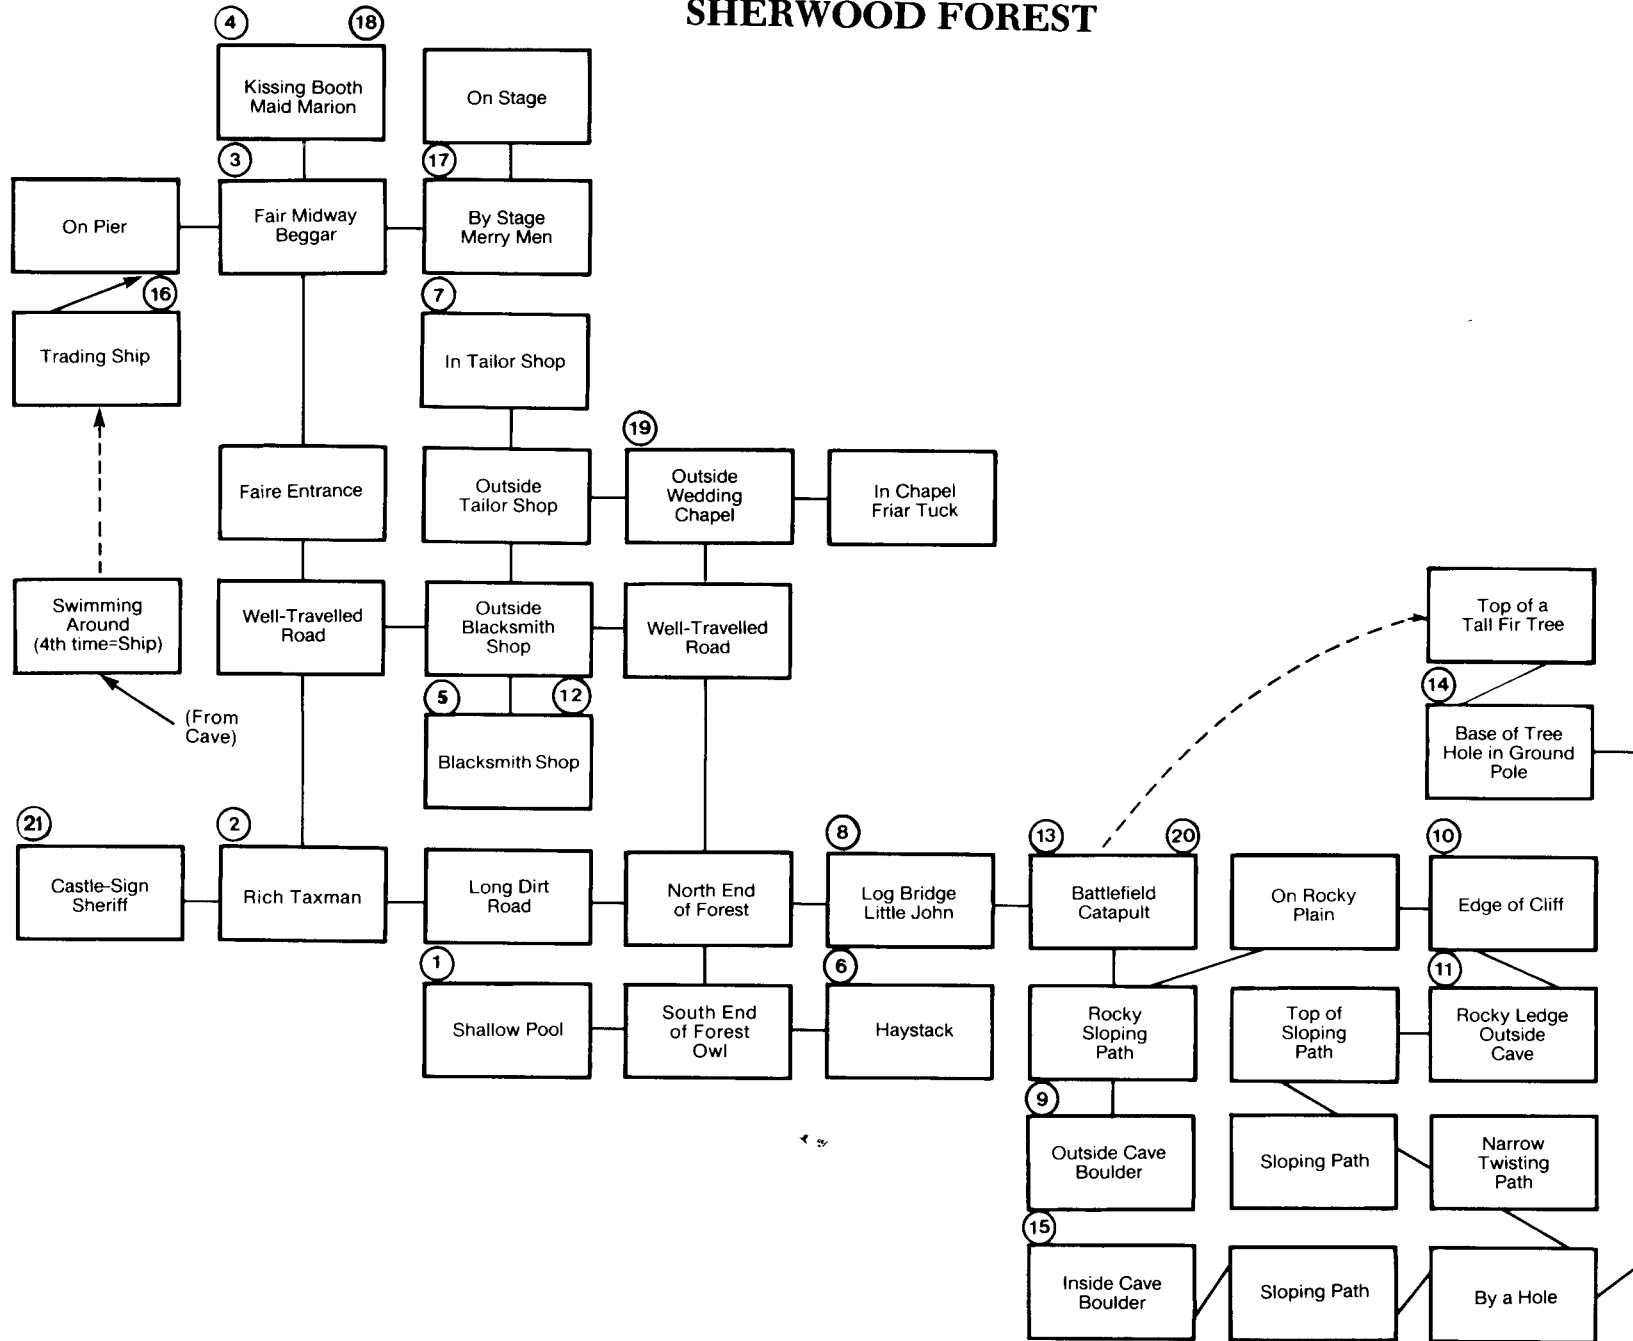 SHERWOOD FOREST
4
18
Kissing Booth
Maid Marion
On Stage
3
17
On Pier
Fair Midway
Beggar
By Stage
Merry Men
16
7
Trading Ship
In Tailor Shop
19
Faire Entrance
Outside
Tailor Shop
Outside
Wedding
Chapel
In Chapel
Friar Tuck
Swimming
Around
(4th time=Ship)
Well-Travelled
Road
Outside
Blacksmith
Shop
Well-Travelled
Road
Top of a
Tall Fir Tree
(From
Cave)
5
12
14
Blacksmith Shop
Base of Tree
Hole in Ground
Pole
21
2
8
13
20
10
Castle-Sign
Sheriff
Rich Taxman
Long Dirt
Road
North End
of Forest
Log Bridge
Little John
Battlefield
Catapult
On Rocky
Plain
Edge of Cliff
1
6
11
Shallow Pool
South End
of Forest
Owl
Haystack
Rocky
Sloping
Path
Top of
Sloping
Path
Rocky Ledge
Outside
Cave
9
Outside Cave
Boulder
Sloping Path
Narrow
Twisting
Path
15
Inside Cave
Boulder
Sloping Path
By a Hole